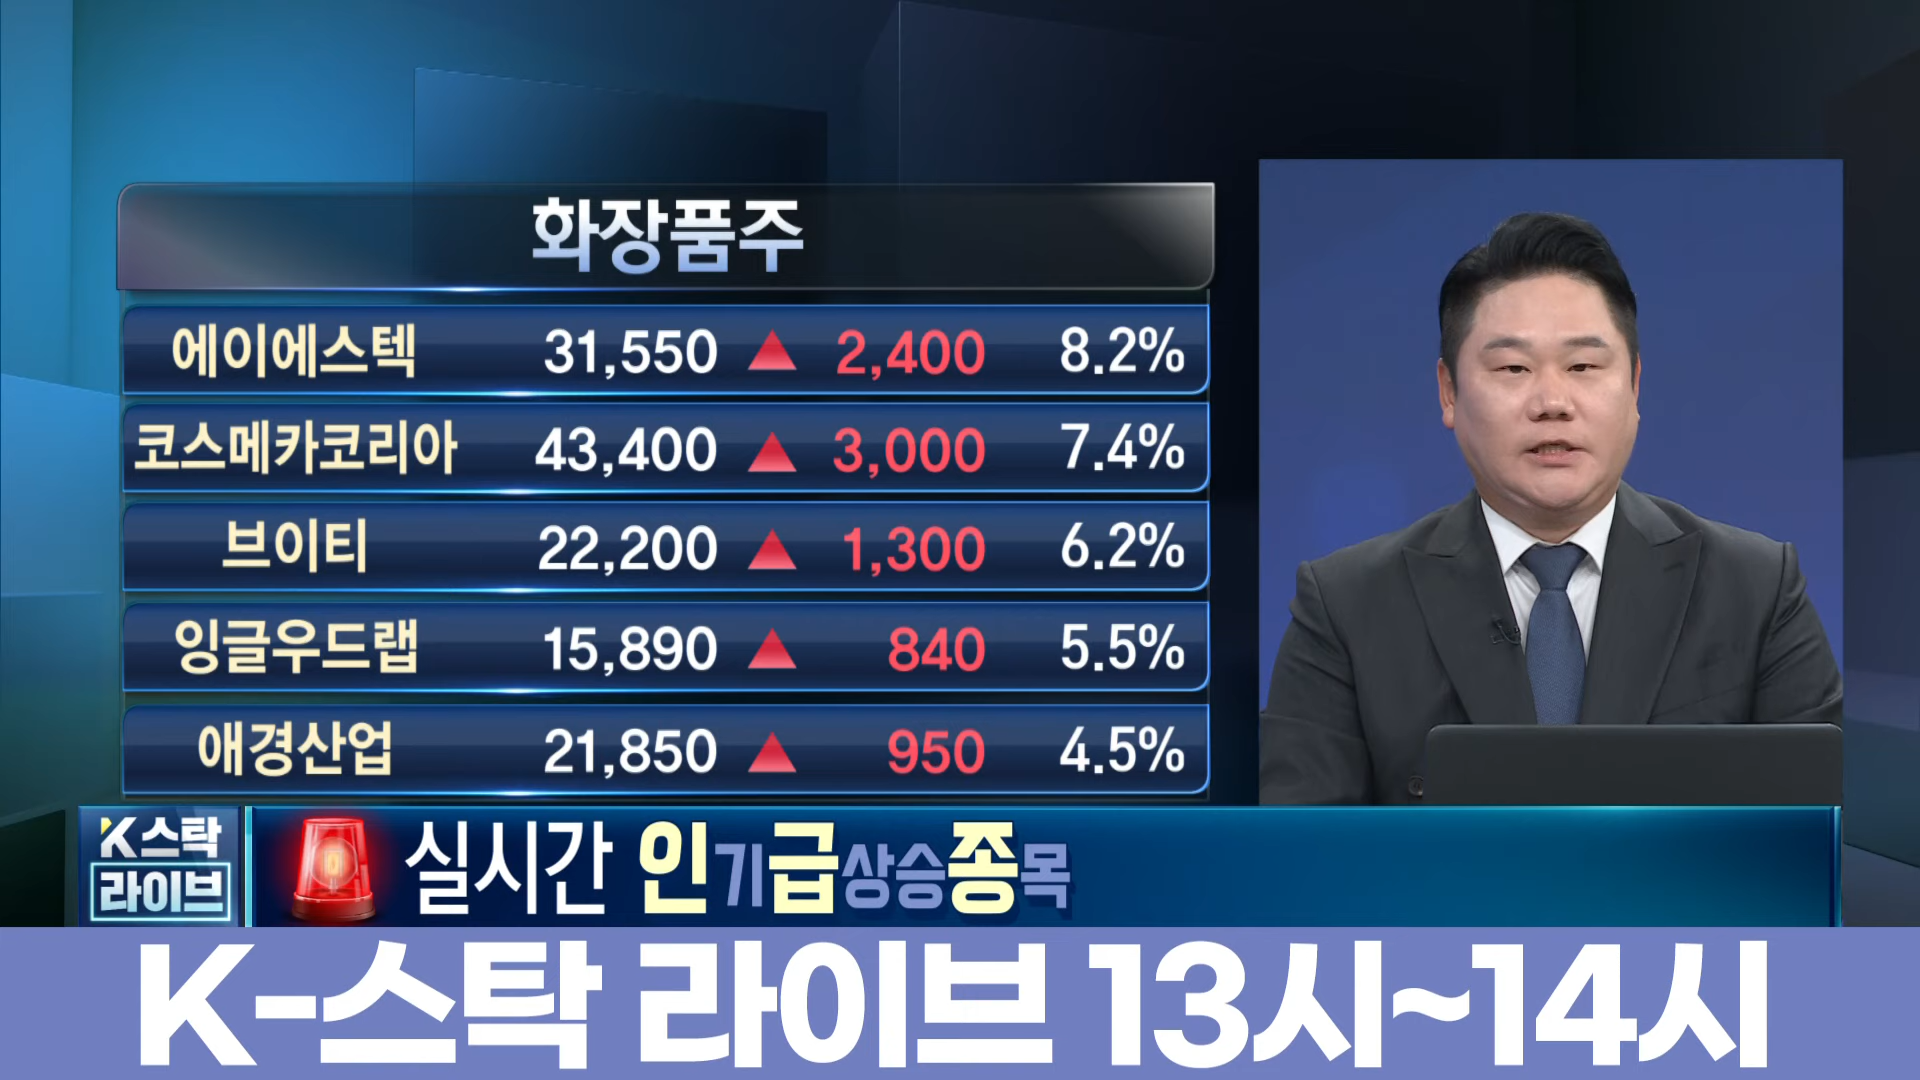 화장품주
에이에스텍 31,550 ▲ 2,400 8.2%
코스메카코리아 43,400 ▲ 3,000 7.4%
브이티 22,200 ▲ 1,300 6.2%
잉글우드랩 15,890 ▲ 840 5.5%
애경산업 21,850 ▲ 950 4.5%
K스탁
라이브
실시간 인기급상승종목
K-스탁 라이브 13시~14시